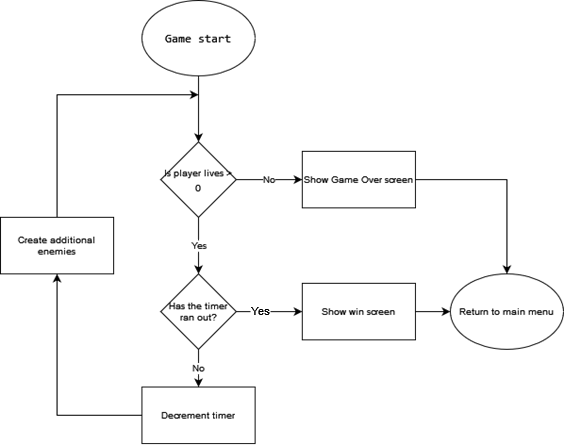 Game start
Is player lives >
0
No
Show Game Over screen
Yes
Create additional
enemies
Has the timer
ran out?
Yes
Show win screen
Return to main menu
No
Decrement timer